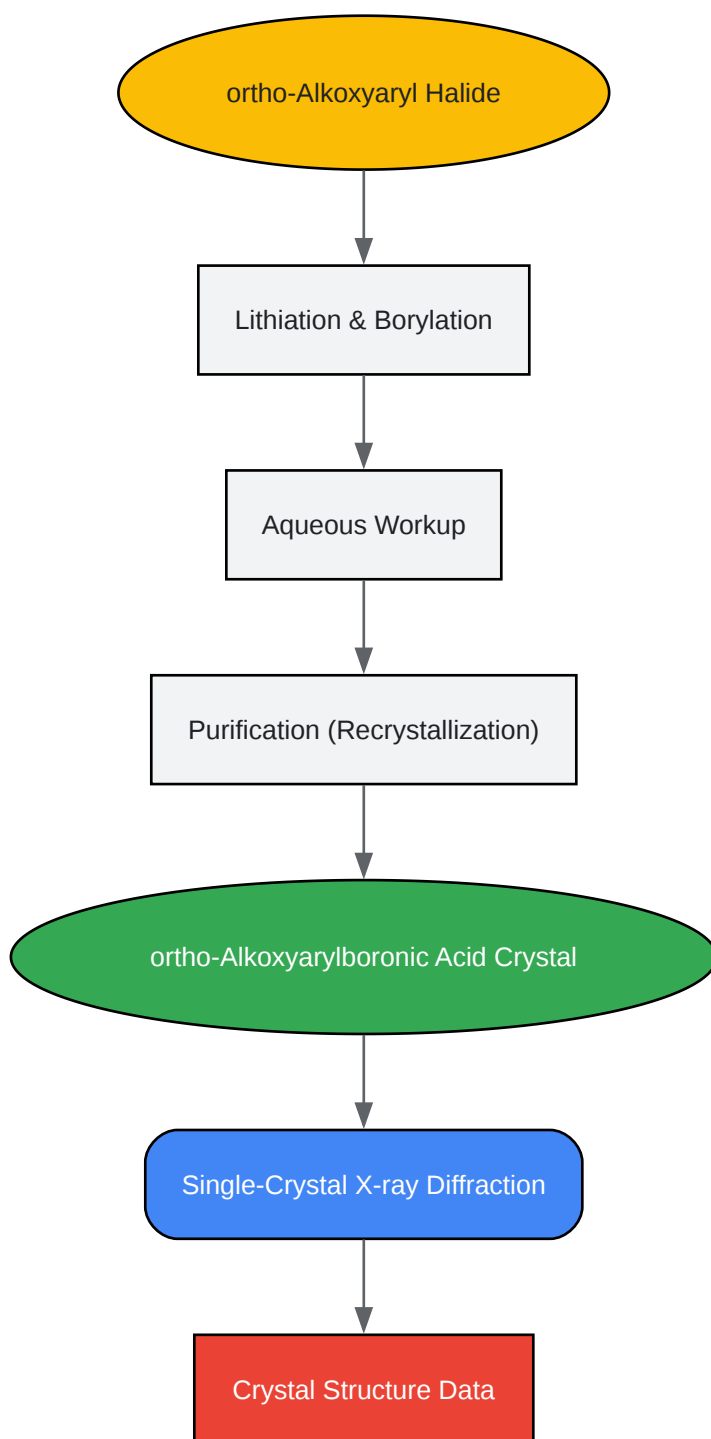 ortho-Alkoxyaryl Halide
Lithiation & Borylation
Aqueous Workup
Purification (Recrystallization)
ortho-Alkoxyarylboronic Acid Crystal
Single-Crystal X-ray Diffraction
Crystal Structure Data